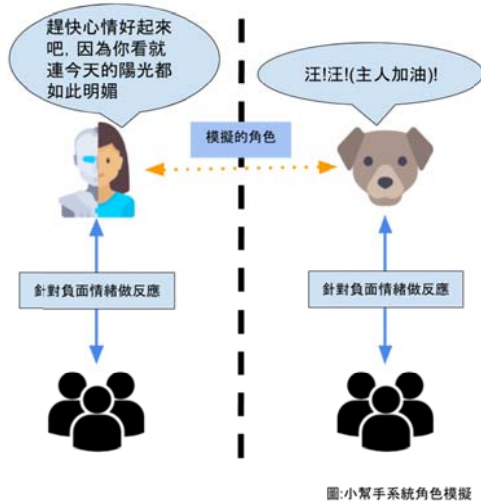 趕快心情好起來
吧, 因為你看就
連今天的陽光都
如此明媚
汪!汪!(主人加油)!
模擬的角色
針對負面情緒做反應
針對負面情緒做反應
圖:小幫手系統角色模擬